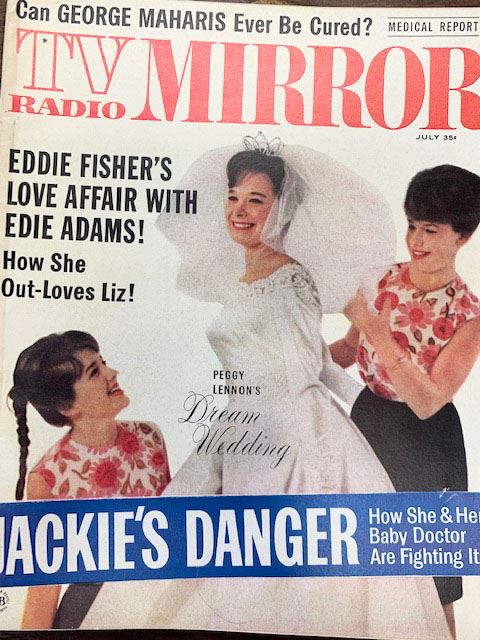 Can GEORGE MAHARIS Ever Be Cured?
MEDICAL REPORT
TV
RADIO MIRROR
JULY 35¢
EDDIE FISHER'S
LOVE AFFAIR WITH
EDIE ADAMS!
How She
Out-Loves Liz!
PEGGY
LENNON'S
Dream
Wedding
JACKIE'S DANGER
How She & Her
Baby Doctor
Are Fighting It